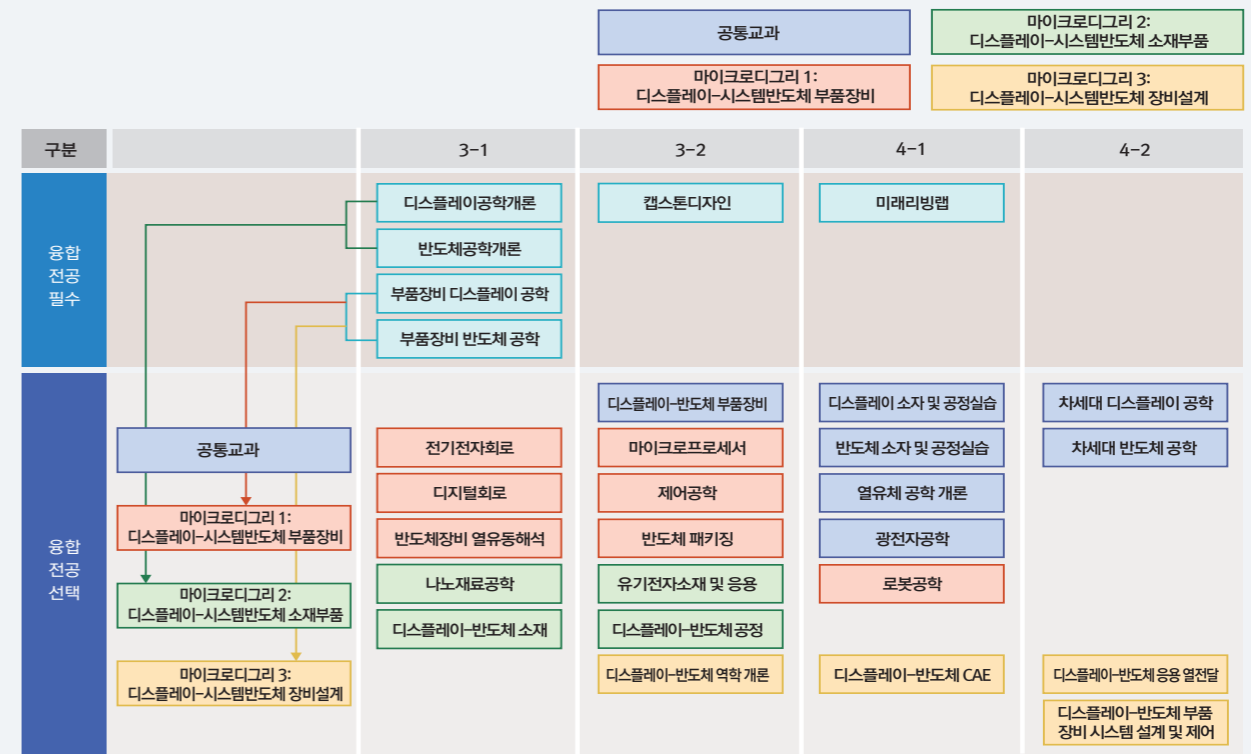 공통교과
마이크로디그리 2:
디스플레이-시스템반도체 소재부품
마이크로디그리 1:
디스플레이-시스템반도체 부품장비
마이크로디그리 3:
디스플레이-시스템반도체 장비설계
구분
3-1
3-2
4-1
4-2
융합
전공
필수
디스플레이공학개론
캡스톤디자인
미래리빙랩
반도체공학개론
부품장비 디스플레이 공학
부품장비 반도체 공학
융합
전공
선택
공통교과
마이크로디그리 1:
디스플레이-시스템반도체 부품장비
마이크로디그리 2:
디스플레이-시스템반도체 소재부품
마이크로디그리 3:
디스플레이-시스템반도체 장비설계
전기전자회로
디지털회로
반도체장비 열유동해석
나노재료공학
디스플레이-반도체 소재
디스플레이-반도체 부품장비
마이크로프로세서
제어공학
반도체 패키징
유기전자소재 및 응용
디스플레이-반도체 공정
디스플레이-반도체 역학 개론
디스플레이 소자 및 공정실습
반도체 소자 및 공정실습
열유체 공학 개론
광전자공학
로봇공학
디스플레이-반도체 CAE
차세대 디스플레이 공학
차세대 반도체 공학
디스플레이-반도체 응용 열전달
디스플레이-반도체 부품
장비 시스템 설계 및 제어